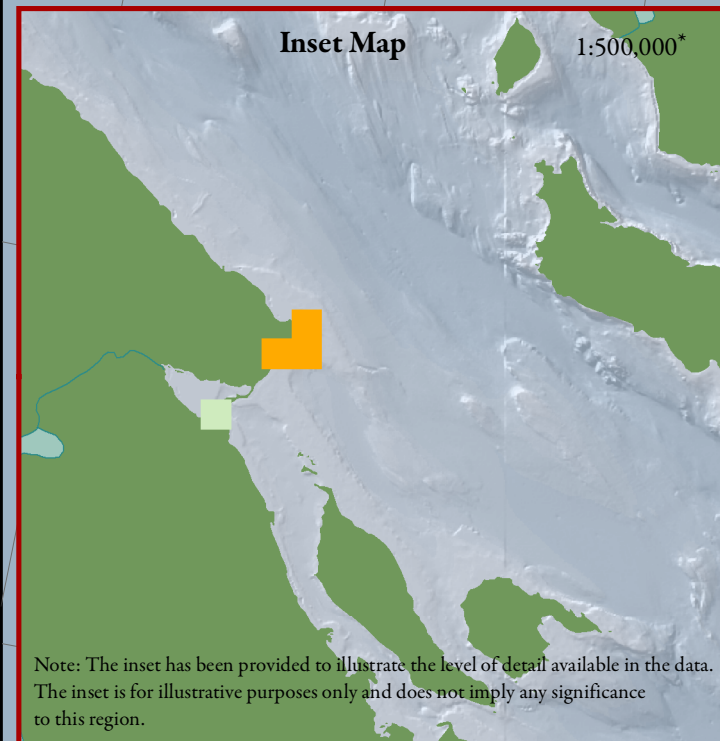 Inset Map
1:500,000*
Note: The inset has been provided to illustrate the level of detail available in the data.
The inset is for illustrative purposes only and does not imply any significance
to this region.